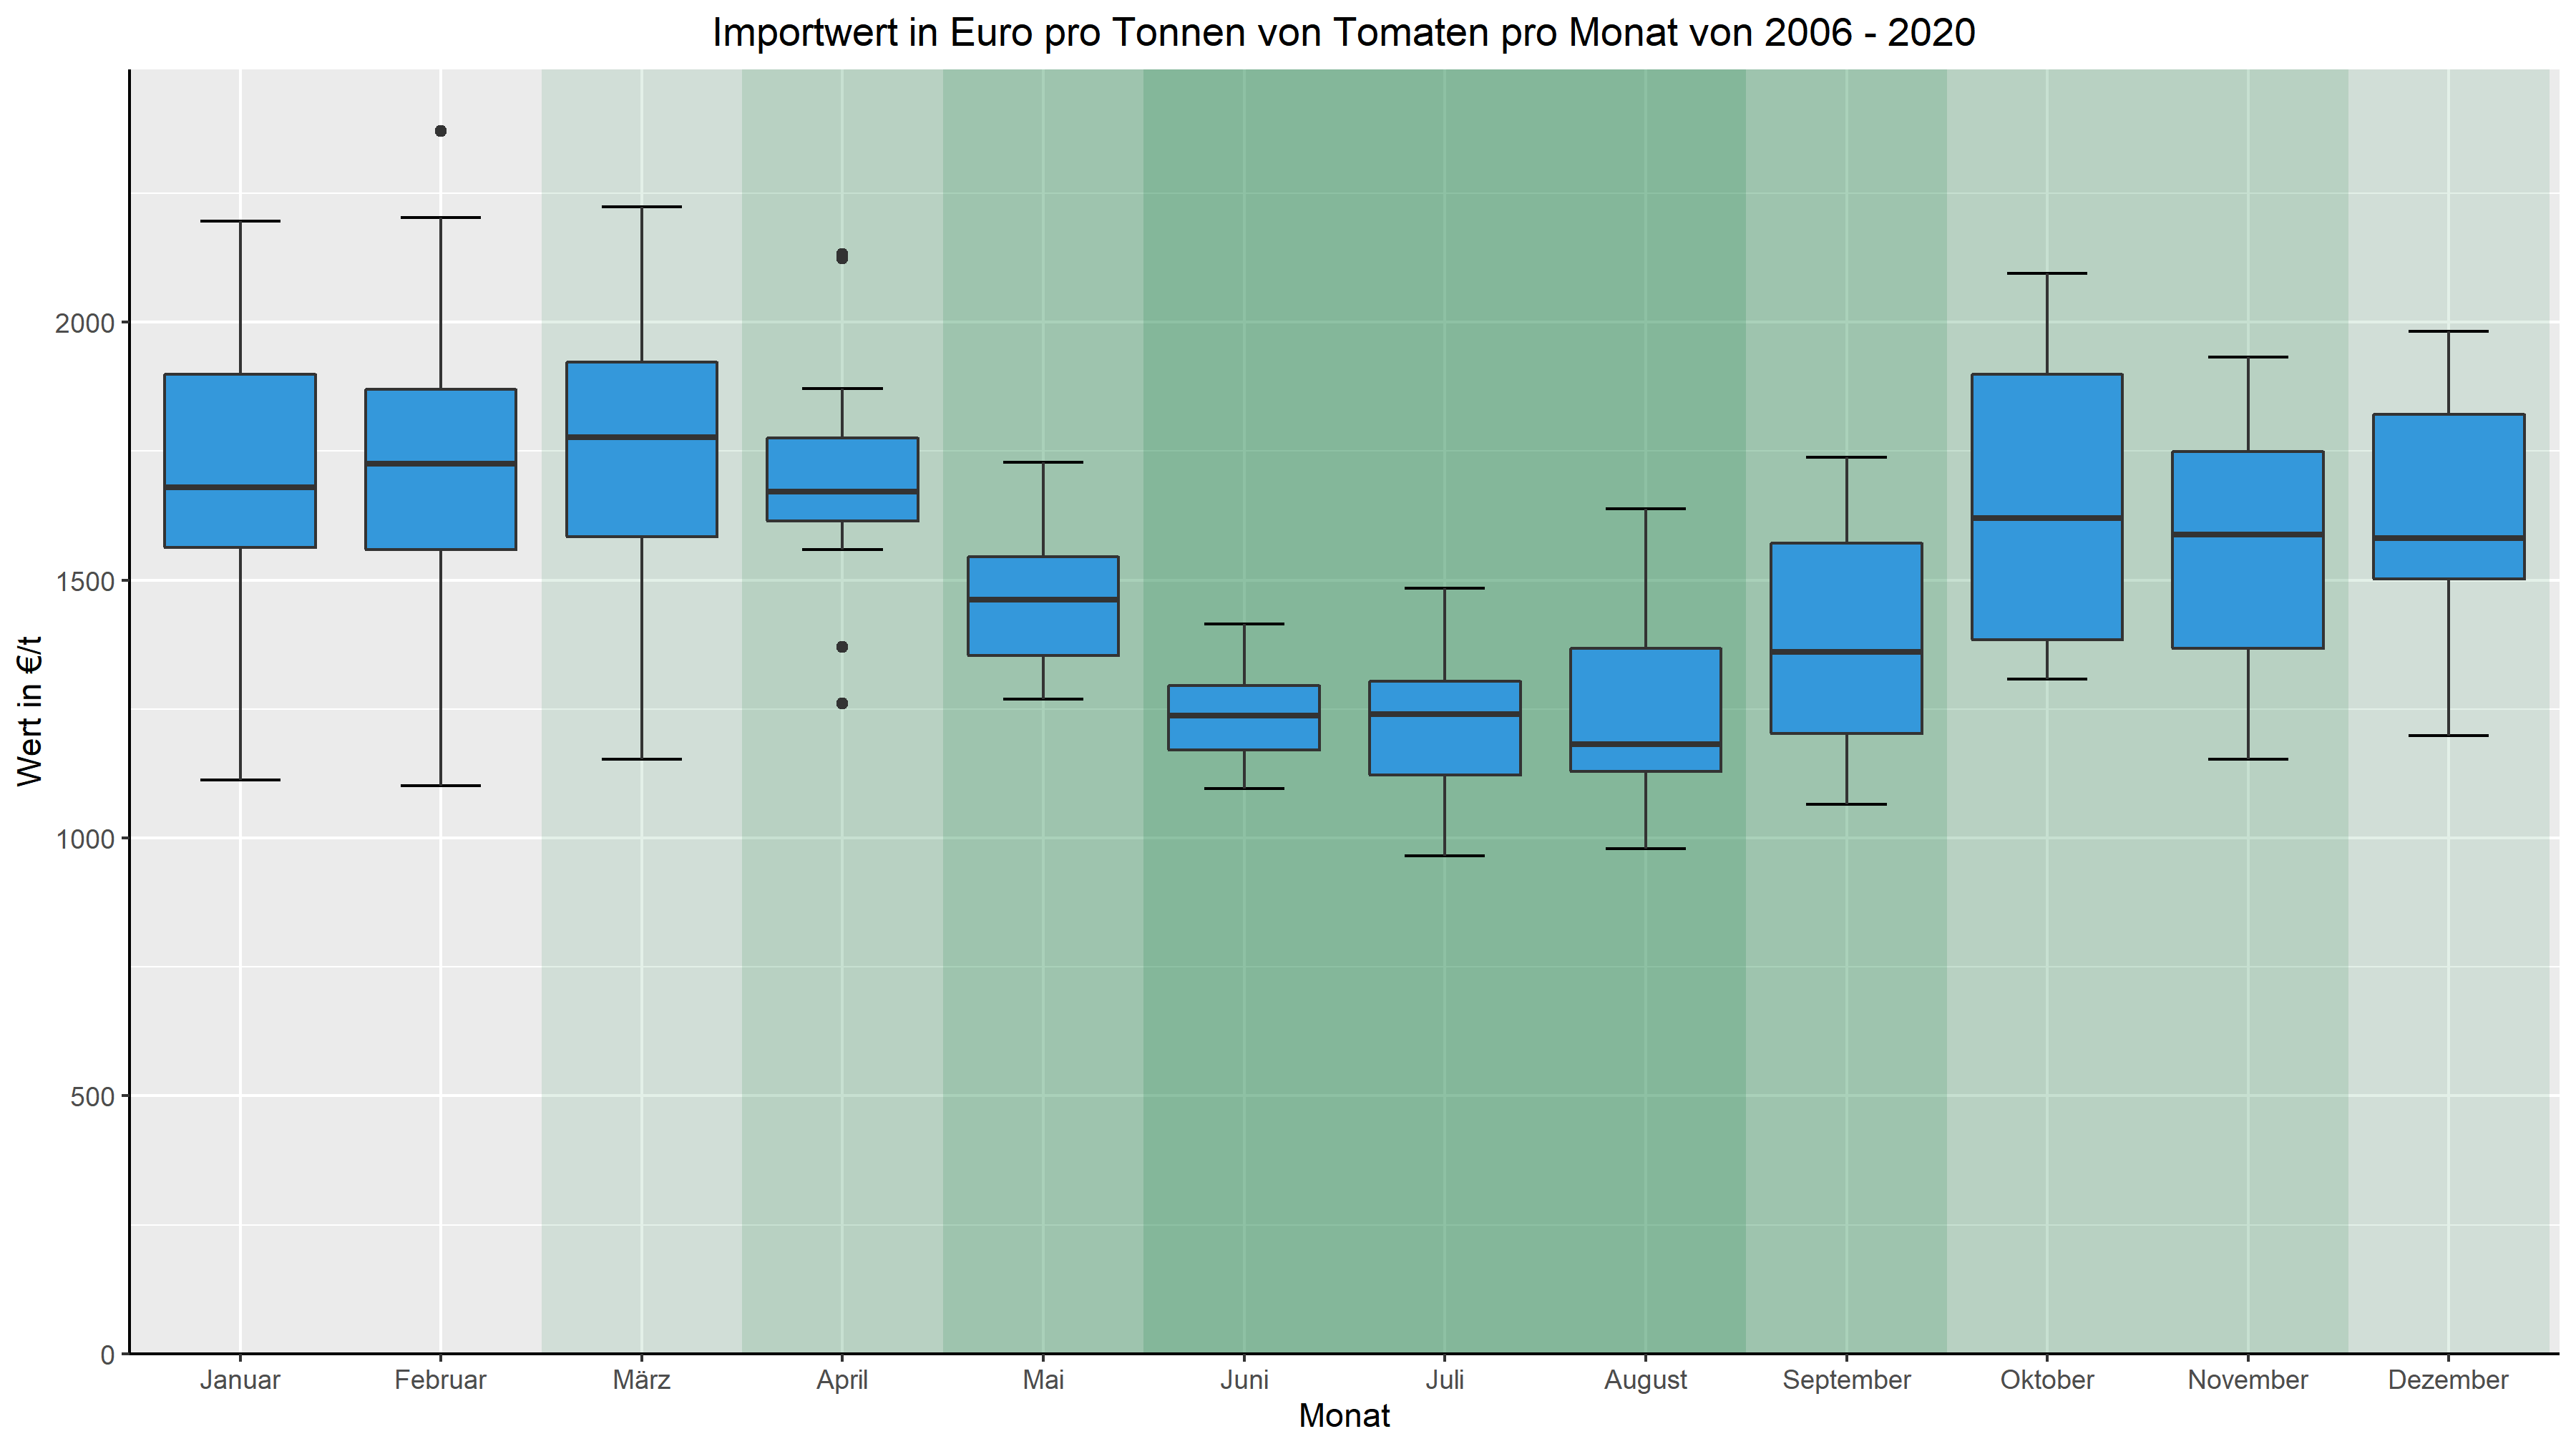 Importwert in Euro pro Tonnen von Tomaten pro Monat von 2006 - 2020
Wert in €/t
2000
1500
1000
500
0
Januar Februar März April Mai Juni Juli August September Oktober November Dezember
Monat